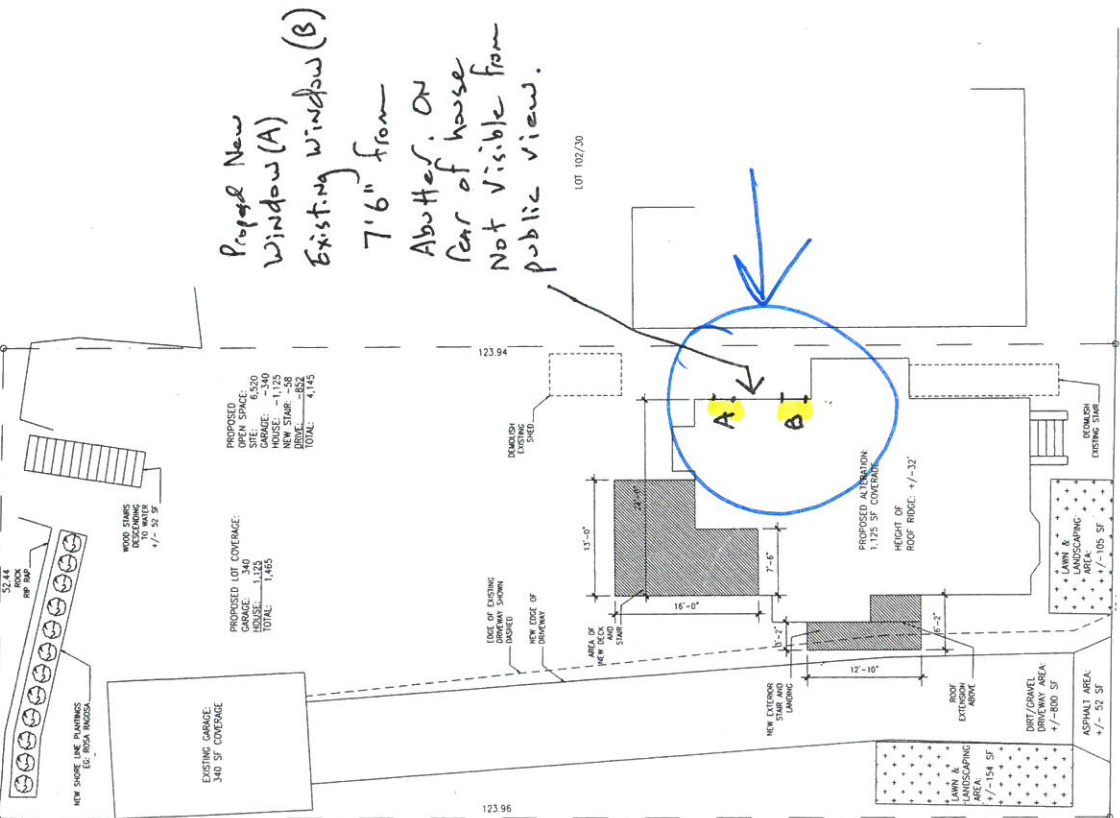 Proposed New
Window (A)
Existing Window (B)
7'6" from
Abutter. ON
rear of house
Not visible from
public view.
LOT 102/30
123.94
52.44
ROCK
RIP RAP
WOOD STAIRS
DESCENDING
TO WATER
+/- 52 SF
NEW SHORE LINE PLANTINGS
EG: ROSA RAGOSA
PROPOSED
OPEN SPACE:
SITE: 6,520
GARAGE: -340
HOUSE: -1,125
NEW STAIR: -58
DRIVE: -852
TOTAL: 4,145
PROPOSED LOT COVERAGE:
GARAGE: 340
HOUSE: 1,125
TOTAL: 1,465
DEMOLISH
EXISTING
SHED
EXISTING GARAGE:
340 SF COVERAGE
EDGE OF EXISTING
DRIVEWAY SHOWN
DASHED
NEW EDGE OF
DRIVEWAY
AREA OF
NEW DECK
AND
STAIR
13'-0"
16'-0"
7'-6"
A
B
PROPOSED ALTERATION:
1,125 SF COVERAGE
HEIGHT OF
ROOF RIDGE: +/-32'
12'-10"
6'-2"
NEW EXTERIOR
STAIR AND
LANDING
ROOF
EXTENSION
ABOVE
DEOMLISH
EXISTING STAIR
LAWN &
LANDSCAPING
AREA:
+/-105 SF
LAWN &
LANDSCAPING
AREA:
+/-154 SF
DIRT/GRAVEL
DRIVEWAY AREA:
+/-800 SF
ASPHALT AREA:
+/- 52 SF
123.96